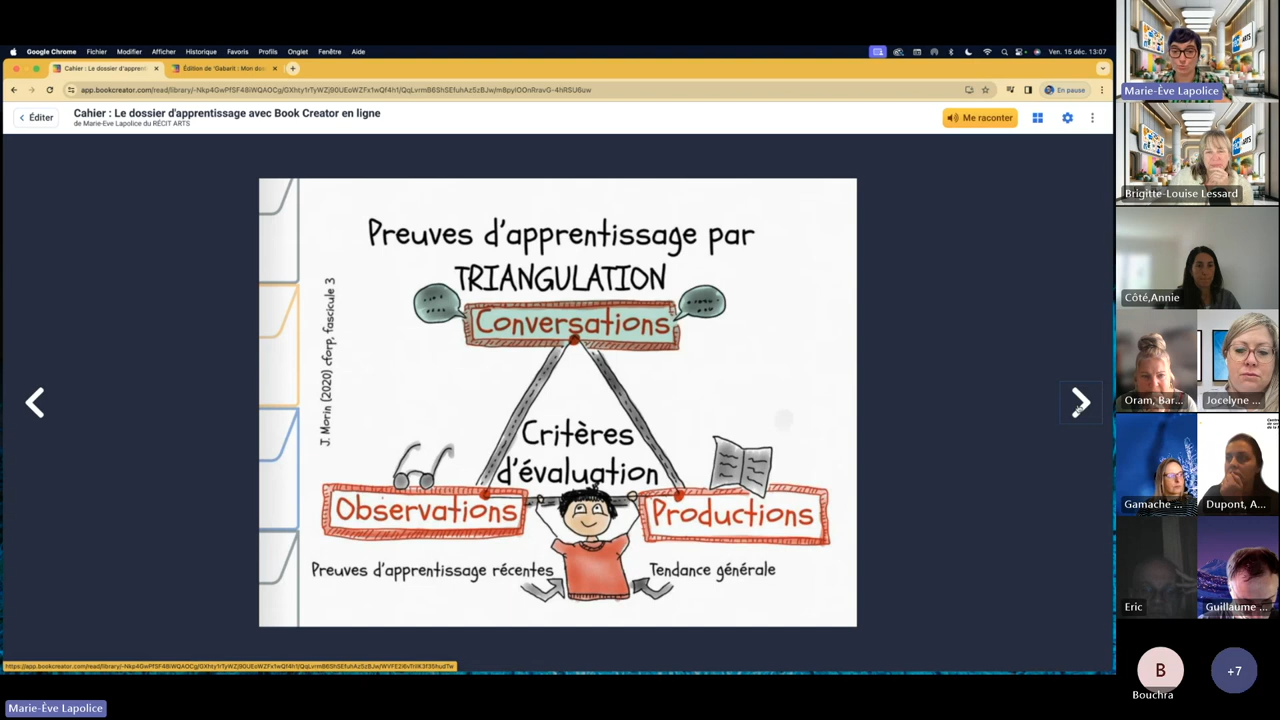 Google Chrome Fichier Modifier Afficher Historique Favoris Profils Onglet Fenêtre Aide
Ven. 15 déc. 13:07
Cahier : Le dossier d'apprent
Édition de 'Gabarit : Mon dos
En pause
Éditer
Cahier : Le dossier d'apprentissage avec Book Creator en ligne
de Marie-Eve Lapolice du RÉCIT ARTS
Me raconter
Preuves d'apprentissage par
TRIANGULATION
Conversations
J. Morin (2020) cforp, fascicule 3
Critères
d'évaluation
Observations
Productions
Preuves d'apprentissage récentes
Tendance générale
Marie-Ève Lapolice
Marie-Ève Lapolice
Brigitte-Louise Lessard
Côté,Annie
Oram, Bar...
Jocelyne ...
Gamache ...
Dupont, A...
Eric
Guillaume ...
B
Bouchra
+7